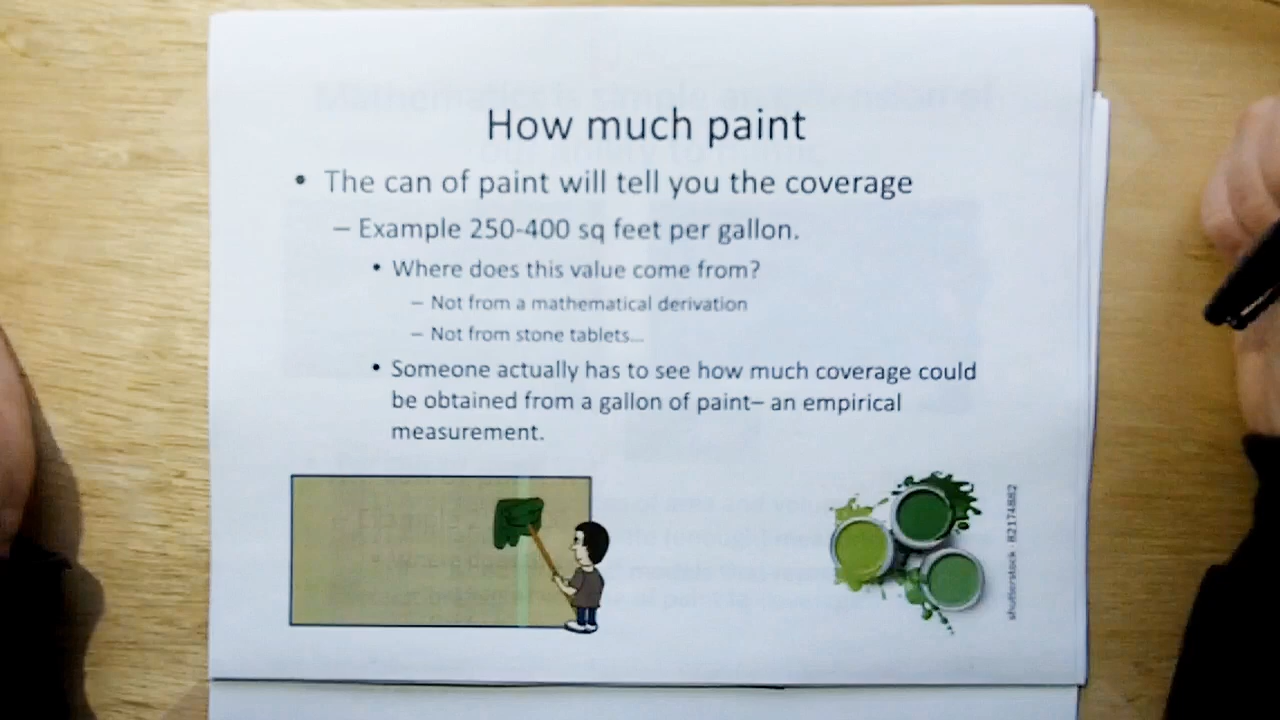 How much paint
• The can of paint will tell you the coverage
– Example 250-400 sq feet per gallon.
• Where does this value come from?
– Not from a mathematical derivation
– Not from stone tablets...
• Someone actually has to see how much coverage could
be obtained from a gallon of paint– an empirical
measurement.
shutterstock · 82174882